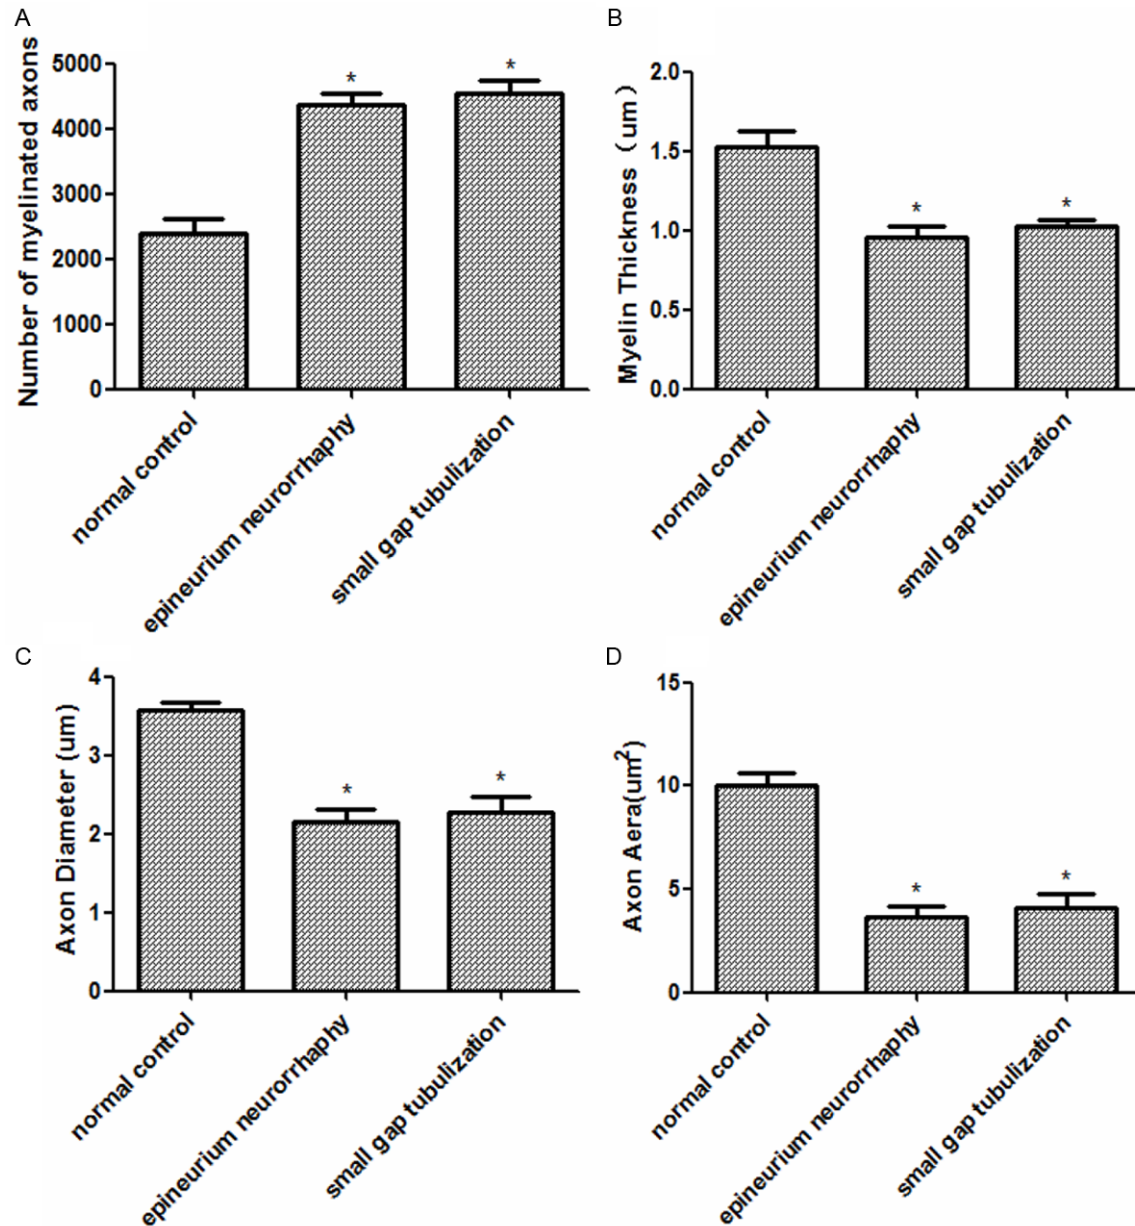 A
Number of myelinated axons
5000
4000
3000
2000
1000
0
*
*
normal control
epineurium neurorrhaphy
small gap tubulization
B
Myelin Thickness（um）
2.0
1.5
1.0
0.5
0.0
*
*
normal control
epineurium neurorrhaphy
small gap tubulization
C
Axon Diameter (um)
4
3
2
1
0
*
*
normal control
epineurium neurorrhaphy
small gap tubulization
D
Axon Aera(um²)
15
10
5
0
*
*
normal control
epineurium neurorrhaphy
small gap tubulization